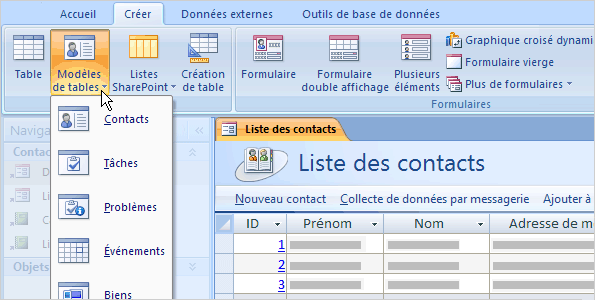 Accueil Créer Données externes Outils de base de données
Table Modèles de tables Listes SharePoint Création de table Formulaire Formulaire double affichage Plusieurs éléments
Graphique croisé dynami
Formulaire vierge
Plus de formulaires
Formulaires
Naviga
Contacts
Tâches
Problèmes
Événements
Biens
Conta
D
Li
C
Li
Objets
Liste des contacts
Liste des contacts
Nouveau contact Collecte de données par messagerie Ajouter à
ID Prénom Nom Adresse de m
1
2
3